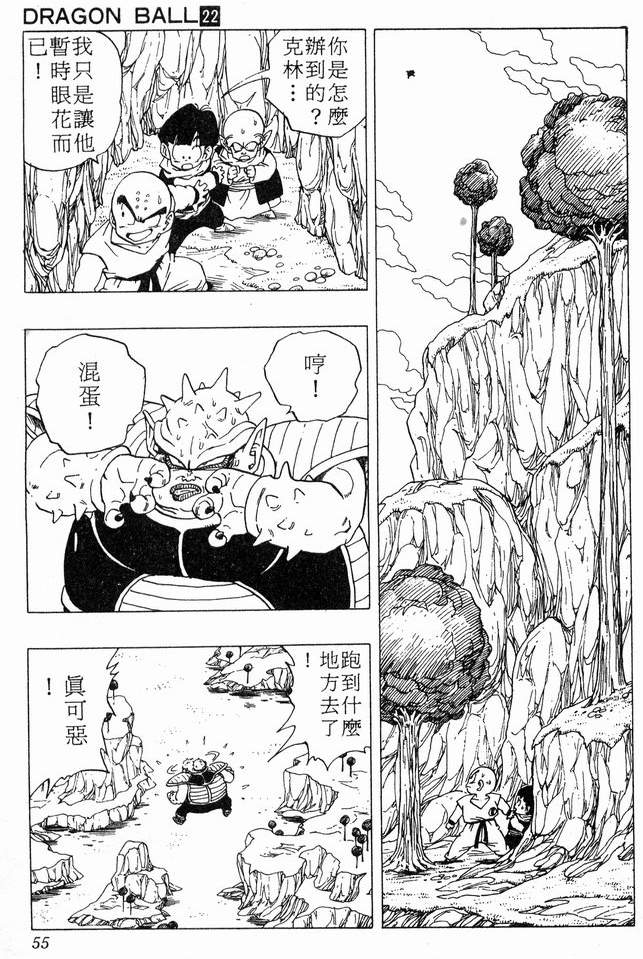 DRAGON BALL 22
你是怎麼
辦到的？
克林…
我只是讓他
暫時眼花而
已！
哼！
混蛋！
跑到什麼
地方去了
！
眞可惡
！
55